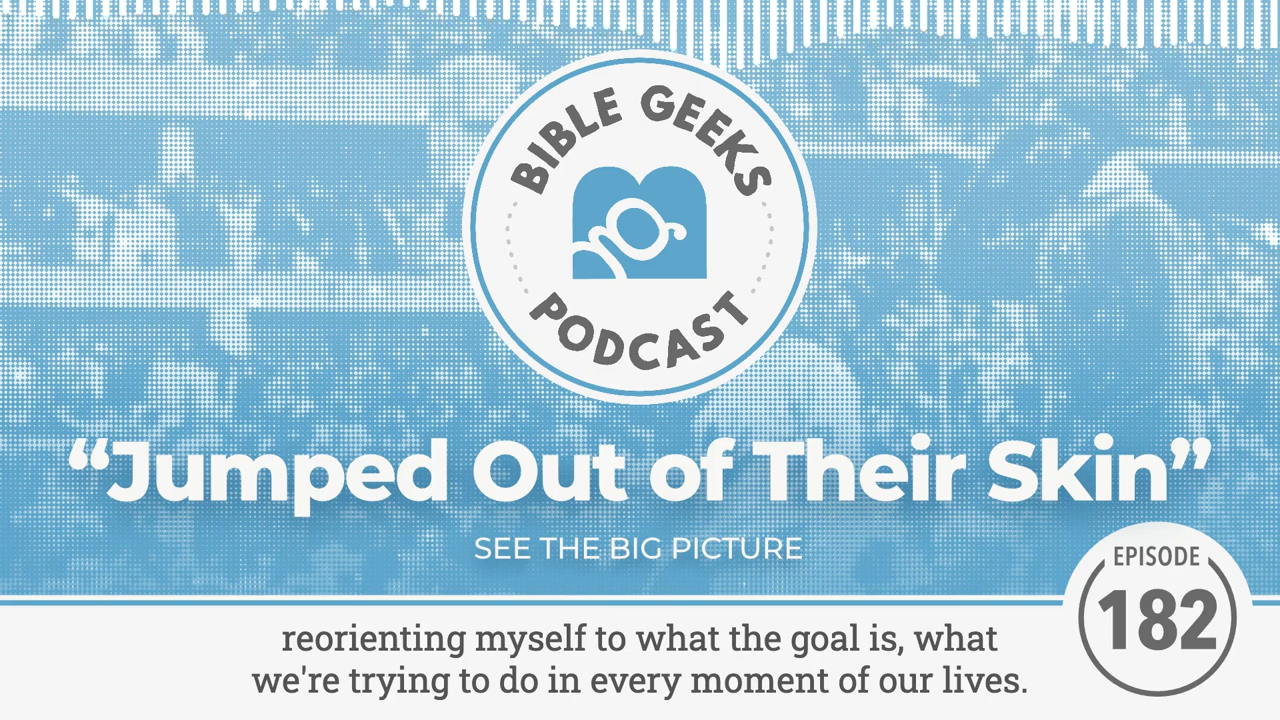 BIBLE GEEKS
PODCAST
“Jumped Out of Their Skin”
SEE THE BIG PICTURE
EPISODE
182
reorienting myself to what the goal is, what
we're trying to do in every moment of our lives.